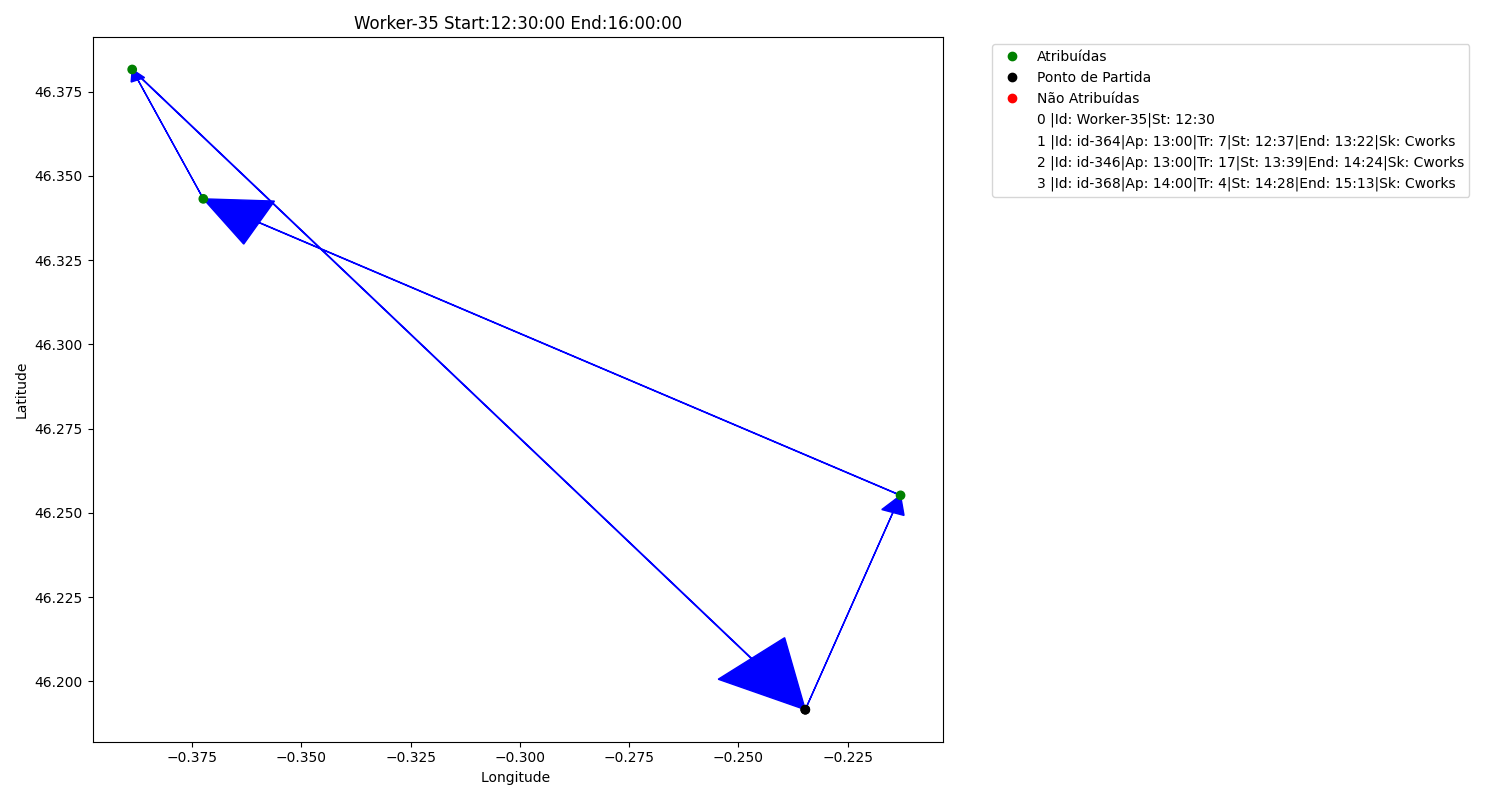 Worker-35 Start:12:30:00 End:16:00:00
46.375
46.350
46.325
46.300
46.275
46.250
46.225
46.200
Latitude
−0.375
−0.350
−0.325
−0.300
−0.275
−0.250
−0.225
Longitude
Atribuídas
Ponto de Partida
Não Atribuídas
0 |Id: Worker-35|St: 12:30
1 |Id: id-364|Ap: 13:00|Tr: 7|St: 12:37|End: 13:22|Sk: Cworks
2 |Id: id-346|Ap: 13:00|Tr: 17|St: 13:39|End: 14:24|Sk: Cworks
3 |Id: id-368|Ap: 14:00|Tr: 4|St: 14:28|End: 15:13|Sk: Cworks